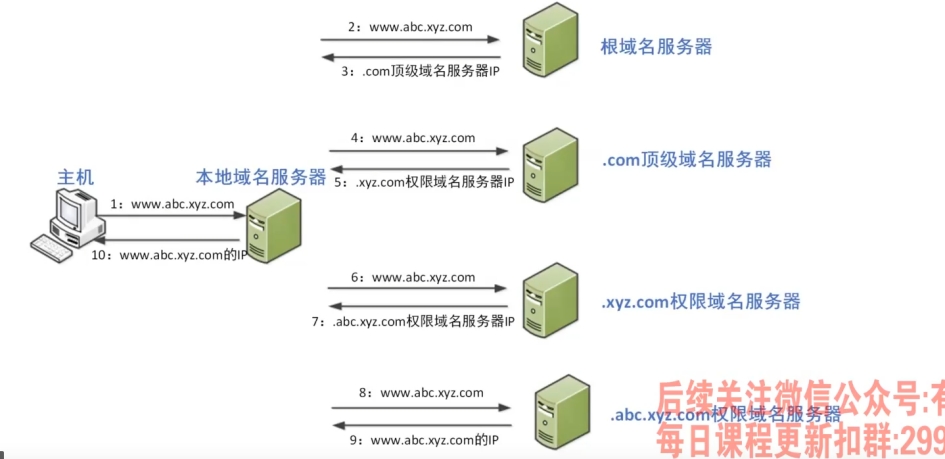 2：www.abc.xyz.com
根域名服务器
3：.com顶级域名服务器IP
4：www.abc.xyz.com
.com顶级域名服务器
5：.xyz.com权限域名服务器IP
主机
本地域名服务器
1：www.abc.xyz.com
10：www.abc.xyz.com的IP
6：www.abc.xyz.com
.xyz.com权限域名服务器
7：.abc.xyz.com权限域名服务器IP
8：www.abc.xyz.com
.abc.xyz.com权限域名服务器
9：www.abc.xyz.com的IP
后续关注微信公众号:有
每日课程更新扣群:299